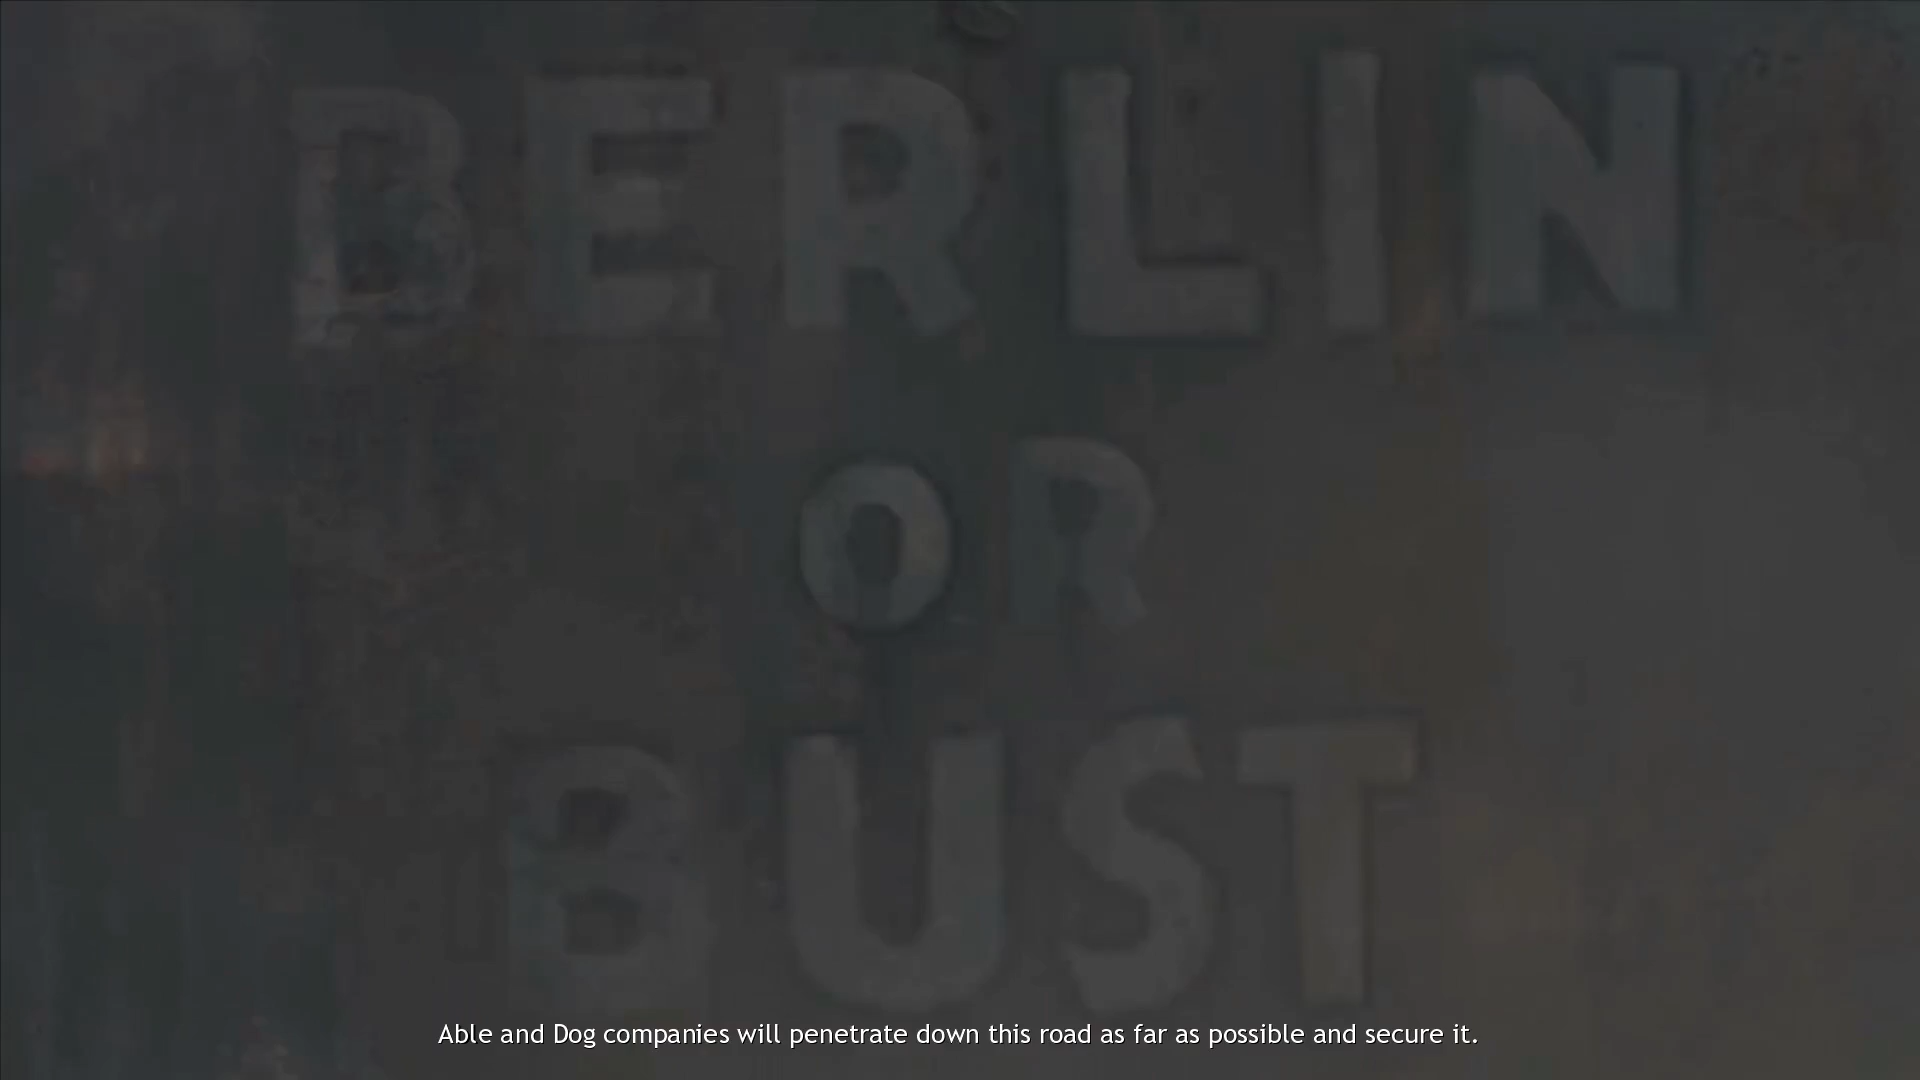 BERLIN
OR
BUST
Able and Dog companies will penetrate down this road as far as possible and secure it.